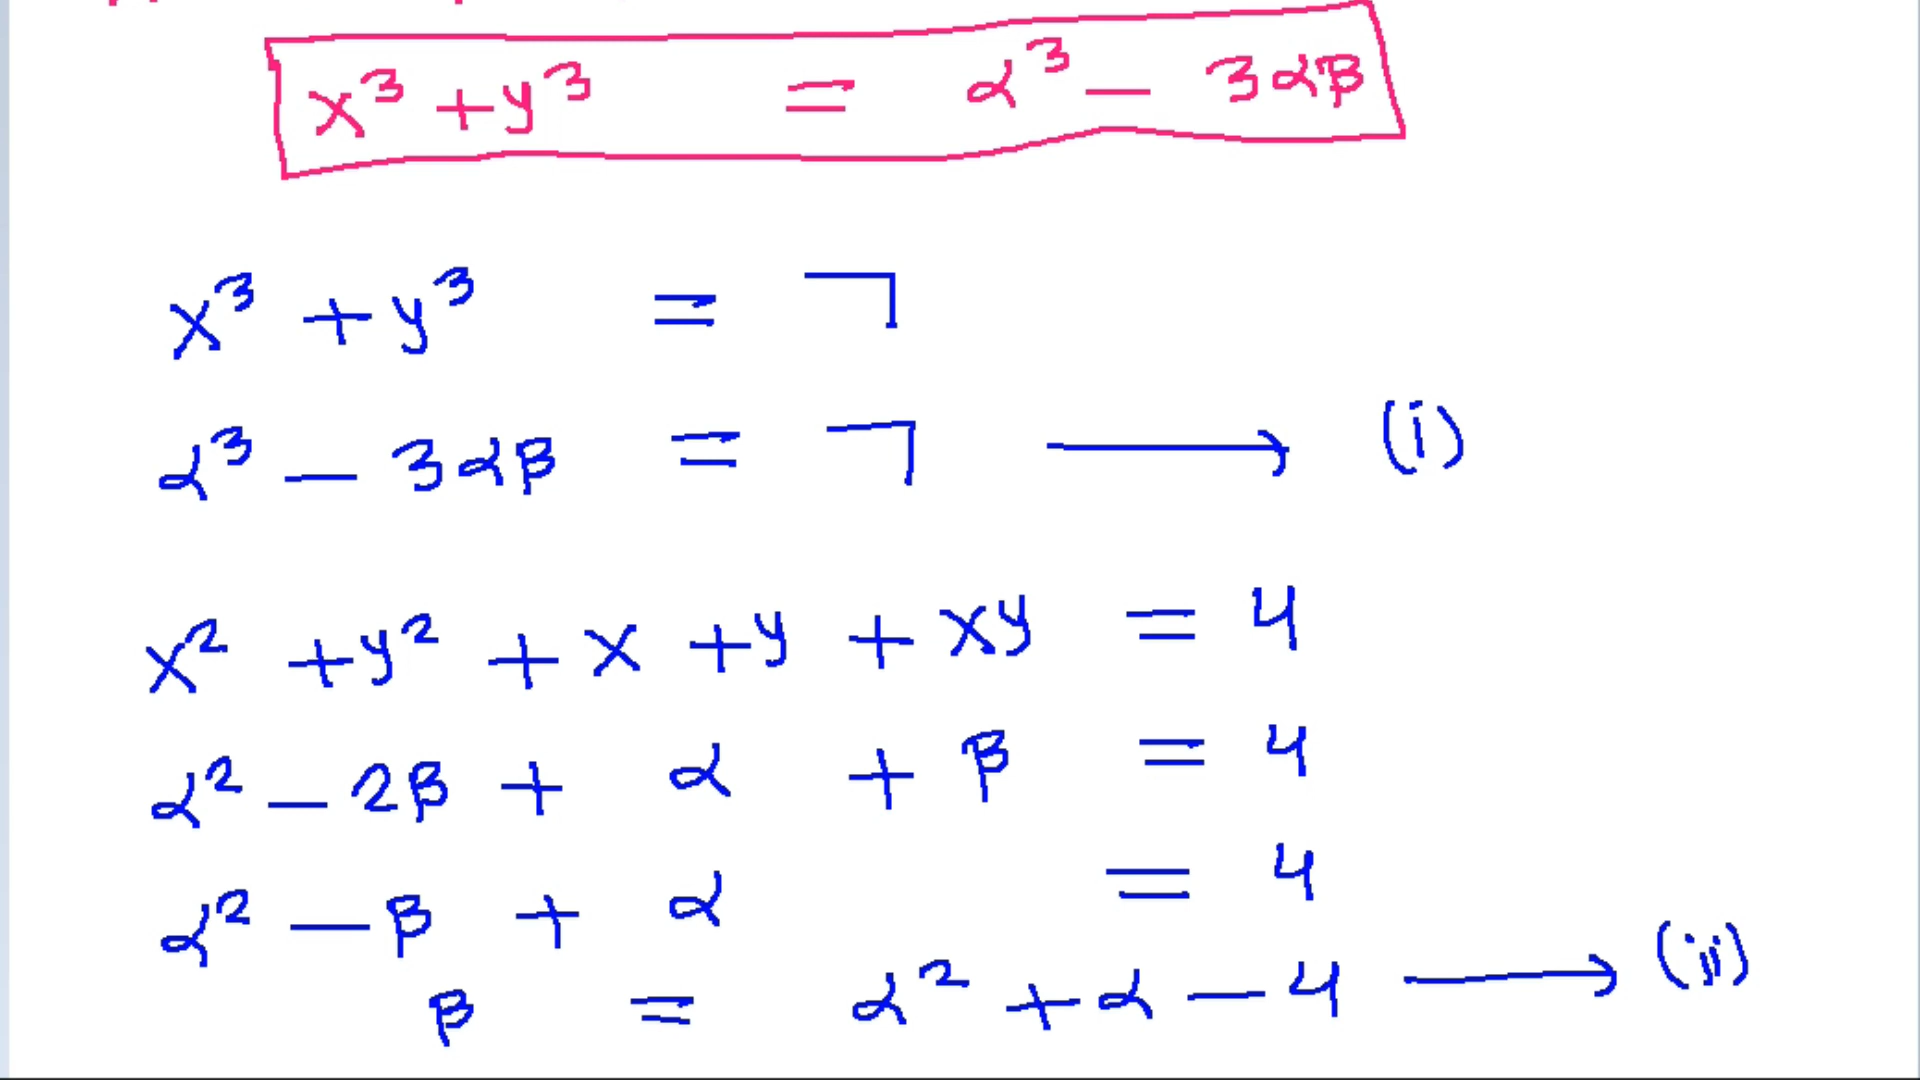 x³ + y³ = α³ − 3αβ
x³ + y³ = 7
α³ − 3αβ = 7 ⟶ (i)
x² + y² + x + y + xy = 4
α² − 2β + α + β = 4
α² − β + α = 4
β = α² + α − 4 ⟶ (ii)